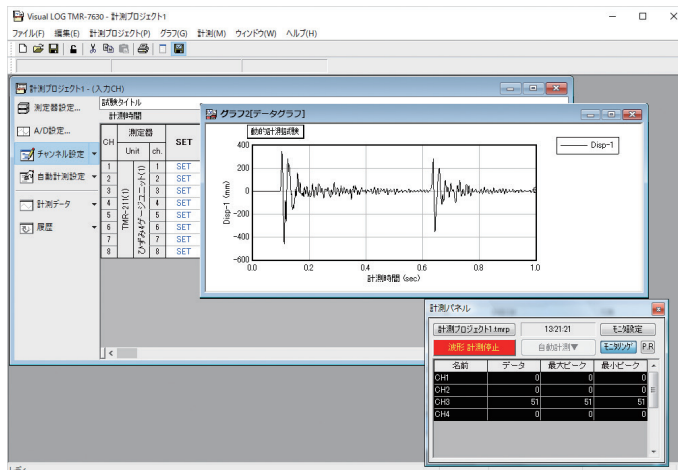 Visual LOG TMR-7630 - 計測プロジェクト1
ファイル(F) 編集(E) 計測プロジェクト(P) グラフ(G) 計測(M) ウィンドウ(W) ヘルプ(H)
計測プロジェクト1 - (入力CH)
測定器設定...
A/D設定...
チャンネル設定
自動計測設定
計測データ
履歴
試験タイトル
計測時間
CH 測定器 SET
Unit ch.
TMR-211(1)
ひずみ4ゲージユニット(1)
1 1 SET
2 2 SET
3 3 SET
4 4 SET
5 5 SET
6 6 SET
7 7 SET
8 8 SET
グラフ2[データグラフ]
動的計測試験
Disp-1
Disp-1 (mm)
400
200
0
-200
-400
-600
0.0 0.2 0.4 0.6 0.8 1.0
計測時間 (sec)
計測パネル
計測プロジェクト1.tmrp 13:21:21 モニタ設定
波形 計測停止 自動計測▼ モニタリング P.R
名前 データ 最大ピーク 最小ピーク
CH1 0 0 0
CH2 0 0 0
CH3 51 51 51
CH4 0 0 0